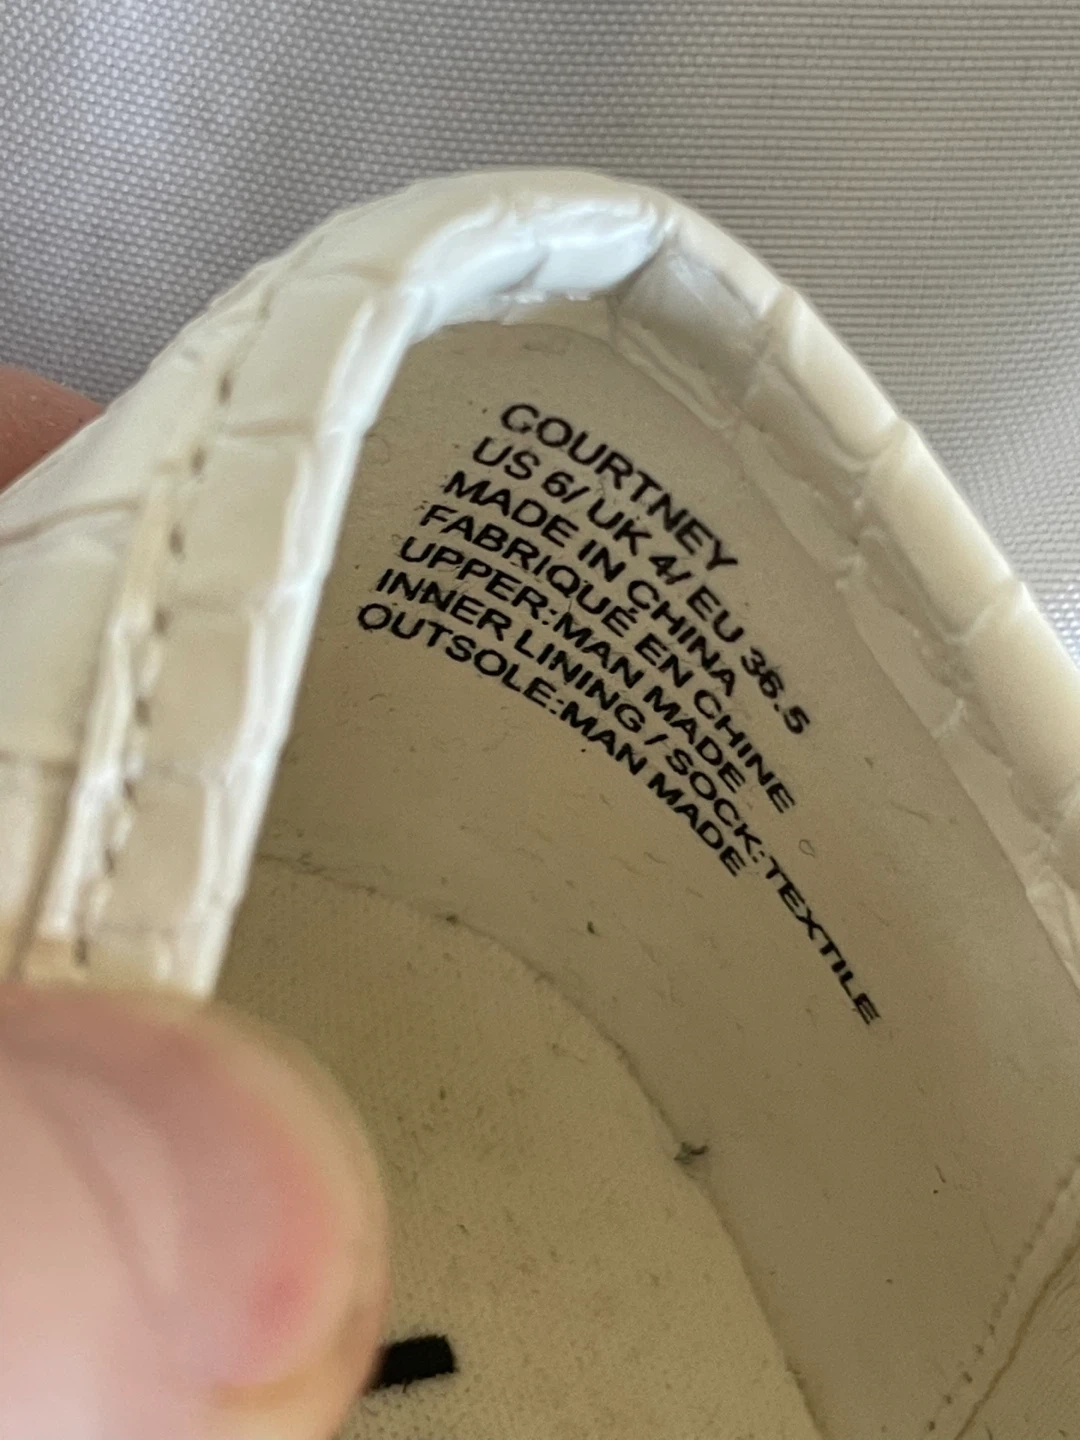 COURTNEY
US 6/ UK 4/ EU 36.5
MADE IN CHINA
FABRIQUÉ EN CHINE
UPPER:MAN MADE
INNER LINING / SOCK:TEXTILE
OUTSOLE:MAN MADE